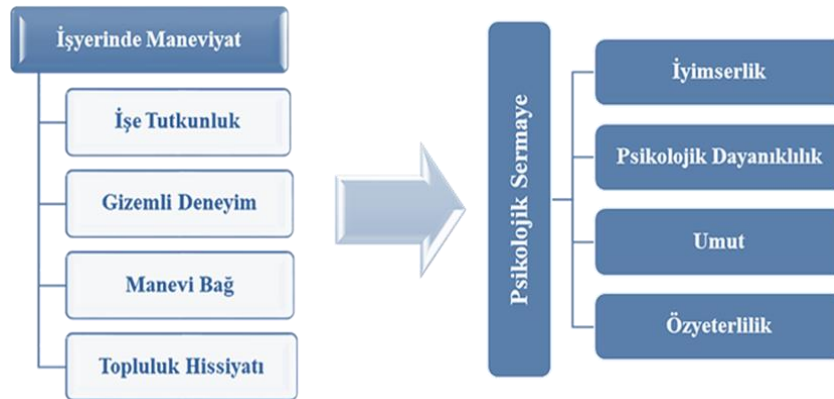 İşyerinde Maneviyat
İşe Tutkunluk
Gizemli Deneyim
Manevi Bağ
Topluluk Hissiyatı
Psikolojik Sermaye
İyimserlik
Psikolojik Dayanıklılık
Umut
Özyeterlilik